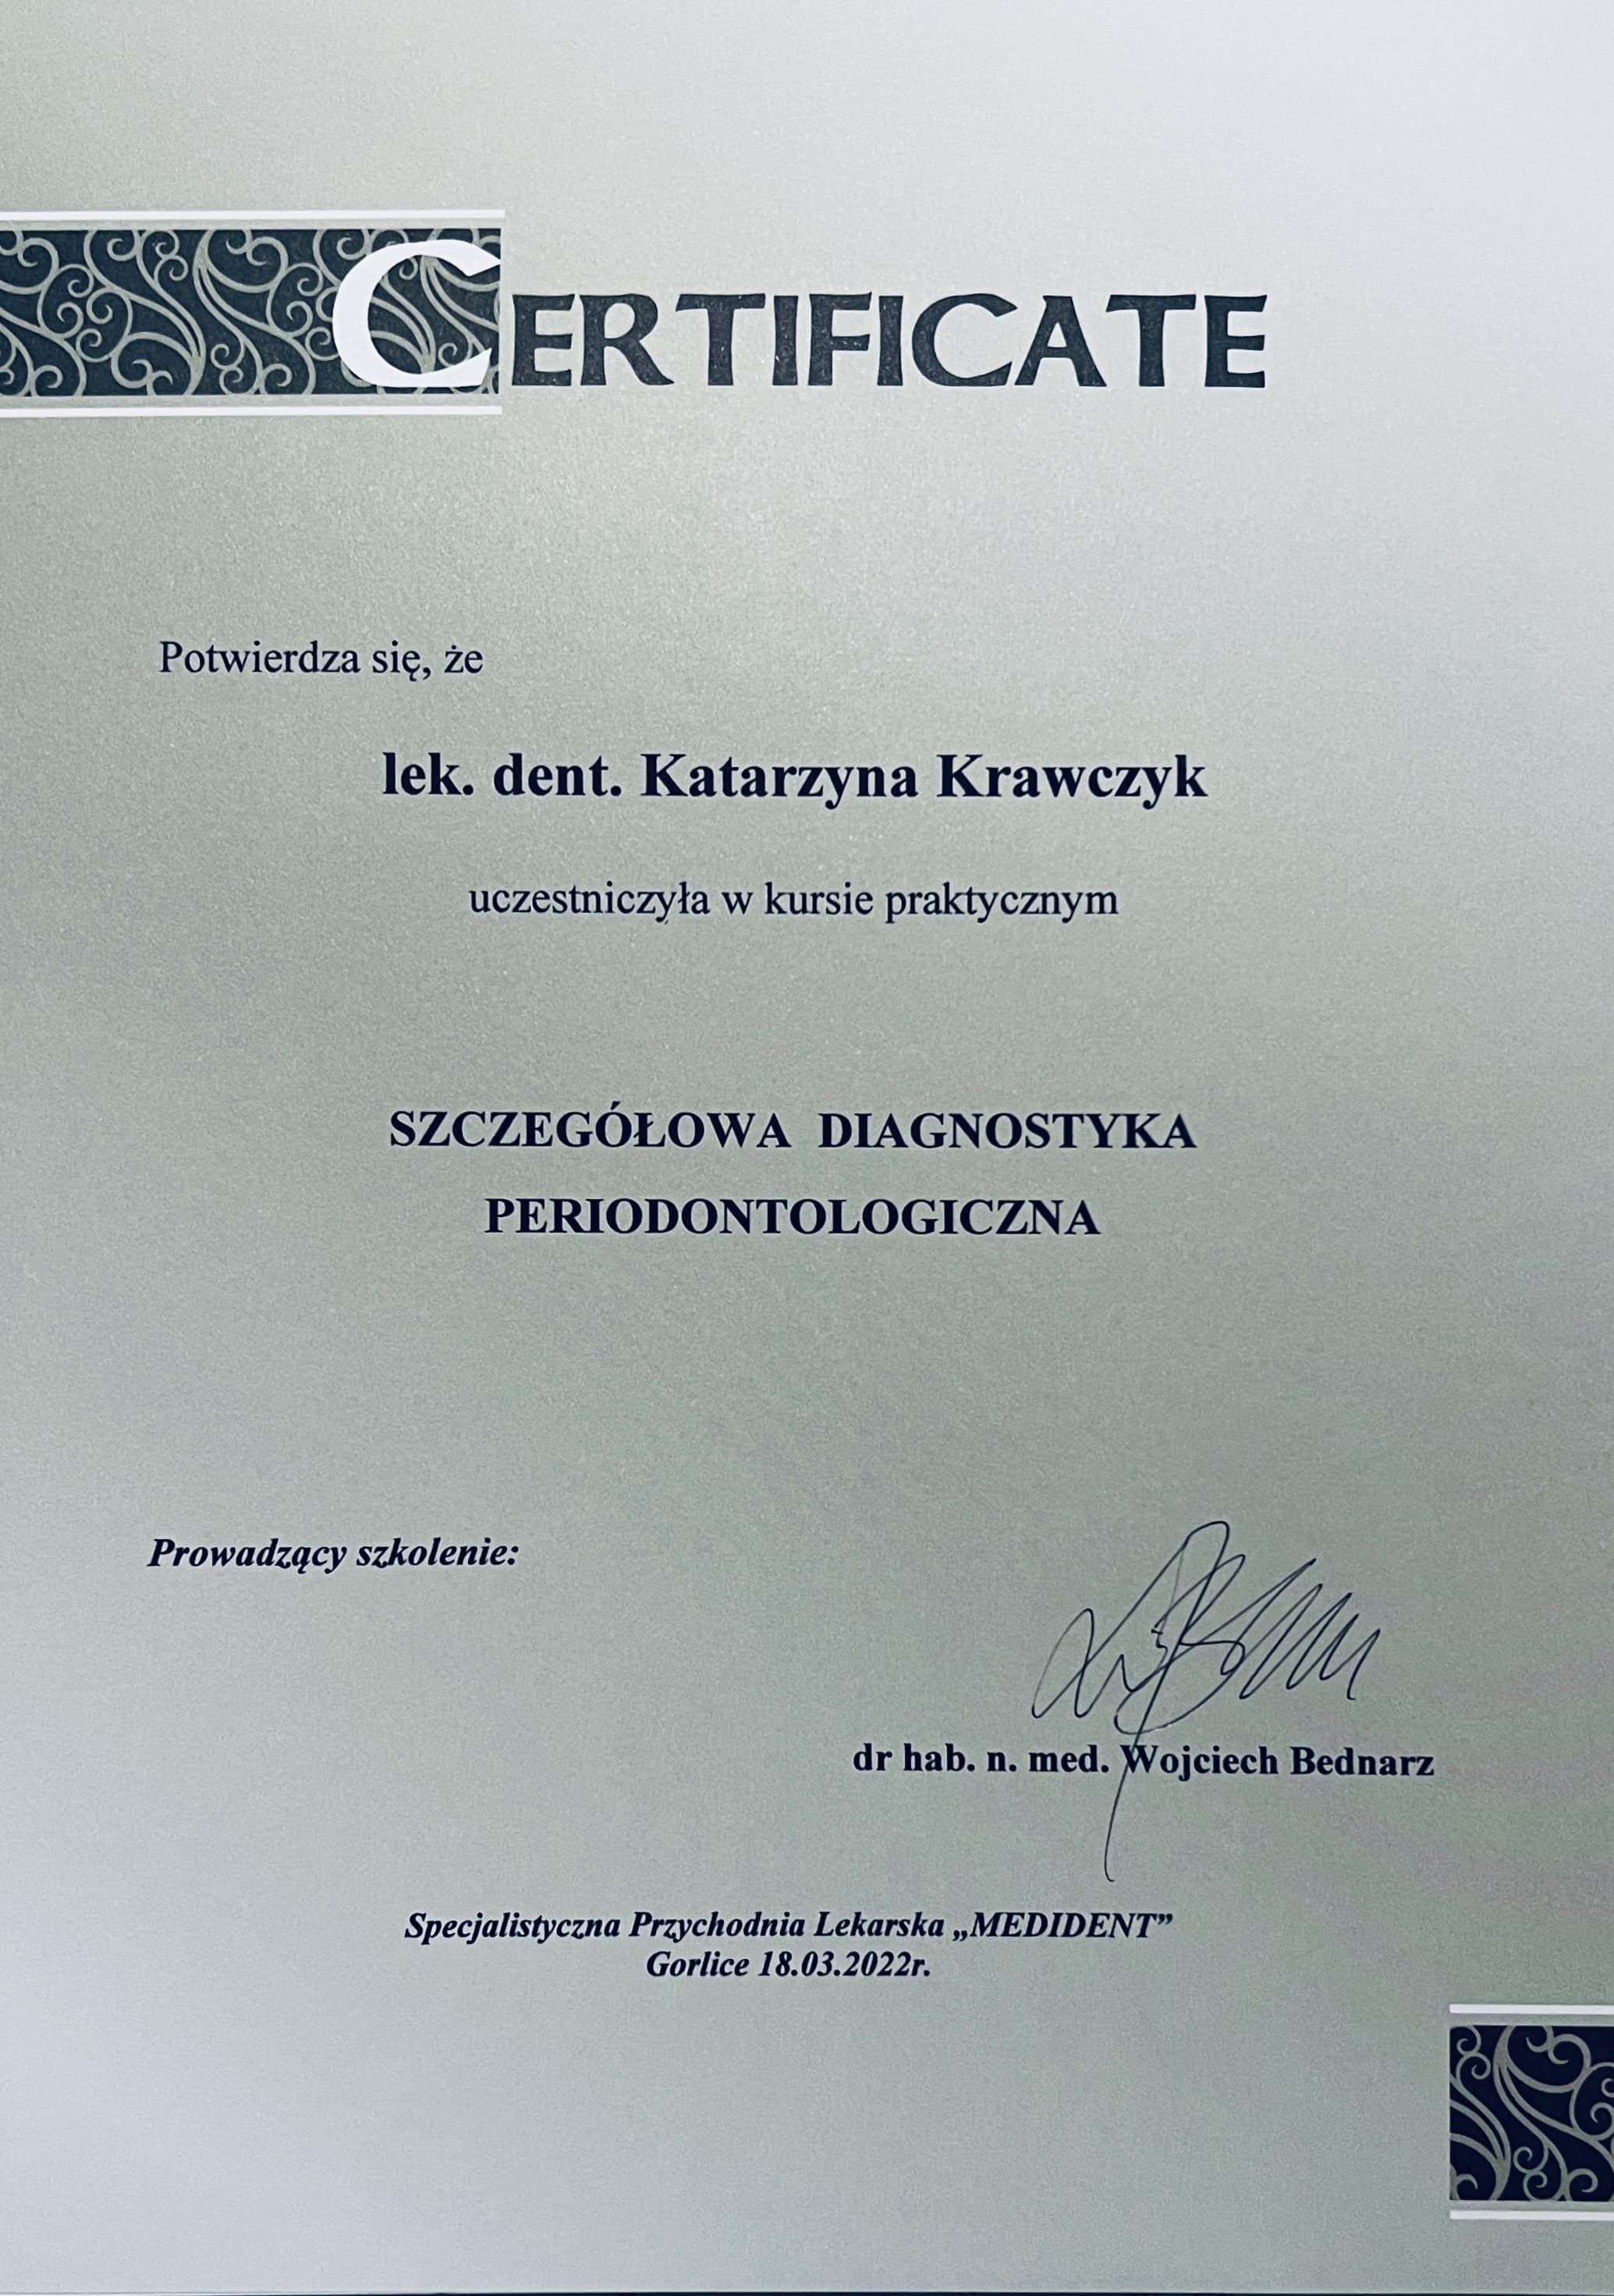 CERTIFICATE
Potwierdza się, że
lek. dent. Katarzyna Krawczyk
uczestniczyła w kursie praktycznym
SZCZEGÓŁOWA DIAGNOSTYKA
PERIODONTOLOGICZNA
Prowadzący szkolenie:
dr hab. n. med. Wojciech Bednarz
Specjalistyczna Przychodnia Lekarska „MEDIDENT”
Gorlice 18.03.2022r.